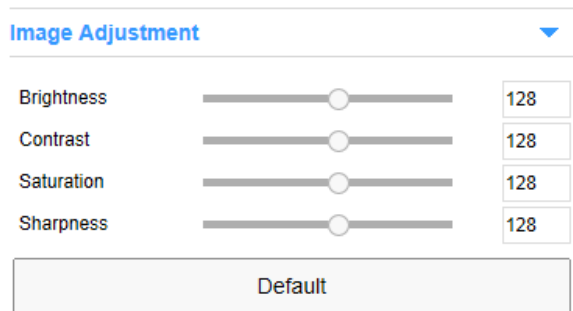 Image Adjustment
Brightness 128
Contrast 128
Saturation 128
Sharpness 128
Default